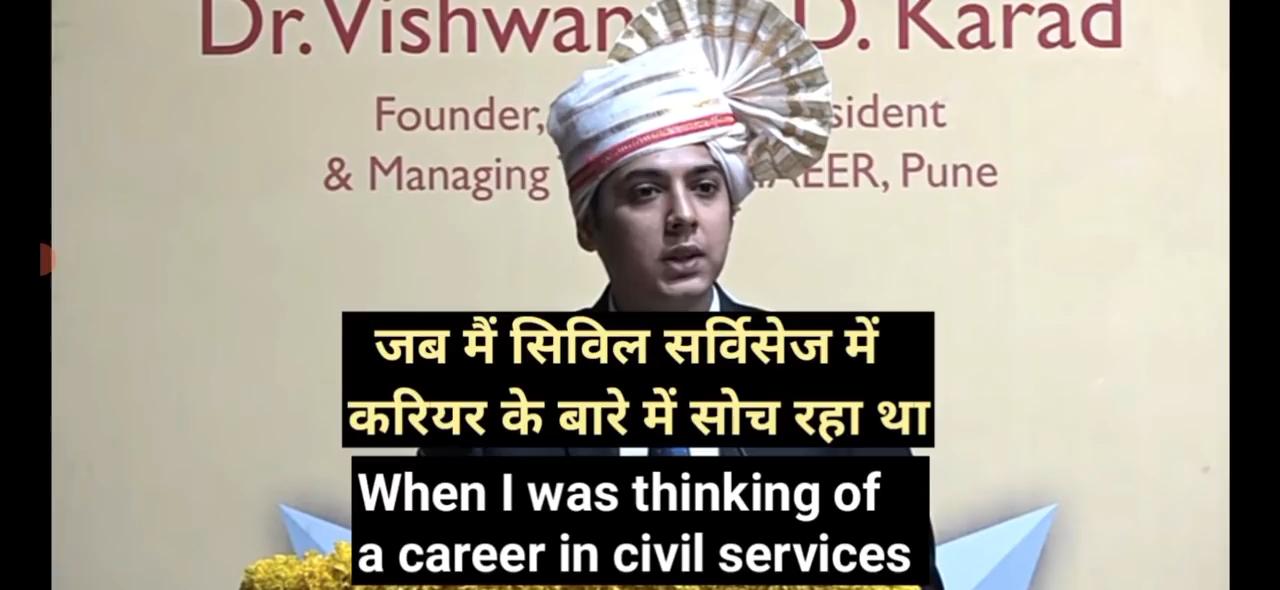 Dr. Vishwan D. Karad
Founder, sident
& Managing AEER, Pune
जब मैं सिविल सर्विसेज में
करियर के बारे में सोच रहा था
When I was thinking of
a career in civil services